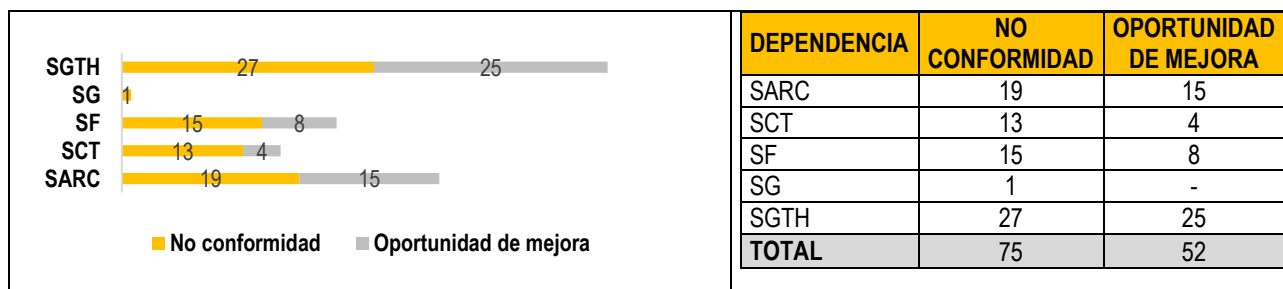 SGTH 27 25
SG 1
SF 15 8
SCT 13 4
SARC 19 15
No conformidad Oportunidad de mejora
DEPENDENCIA NO CONFORMIDAD OPORTUNIDAD DE MEJORA
SARC 19 15
SCT 13 4
SF 15 8
SG 1 -
SGTH 27 25
TOTAL 75 52